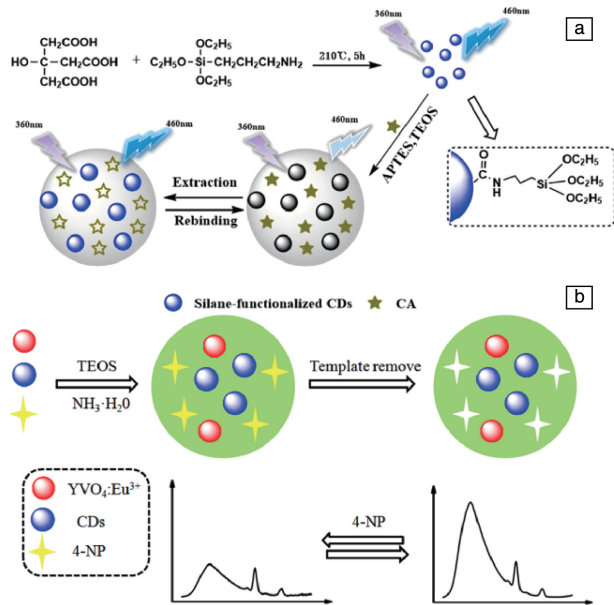 a
360nm
460nm
CH₂COOH
HO-C-CH₂COOH
CH₂COOH
+
OC₂H₅
C₂H₅O-Si-CH₂CH₂CH₂NH₂
OC₂H₅
210℃, 5h
360nm
460nm
Extraction
Rebinding
360nm
460nm
APTES,TEOS
O
C
N
H
Si
OC₂H₅
OC₂H₅
OC₂H₅
Silane-functionalized CDs
CA
b
TEOS
NH₃·H₂0
Template remove
YVO₄:Eu³⁺
CDs
4-NP
4-NP